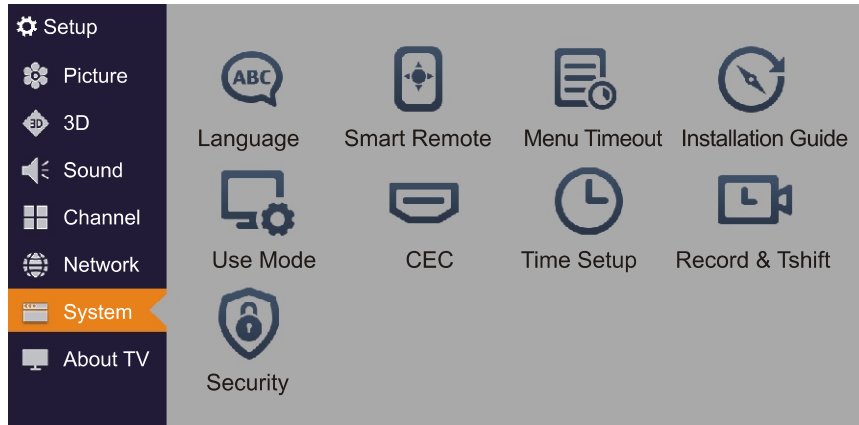 Setup
Picture
3D
3D
Sound
Channel
Network
System
About TV
ABC
Language
Smart Remote
Menu Timeout
Installation Guide
Use Mode
CEC
Time Setup
Record & Tshift
Security